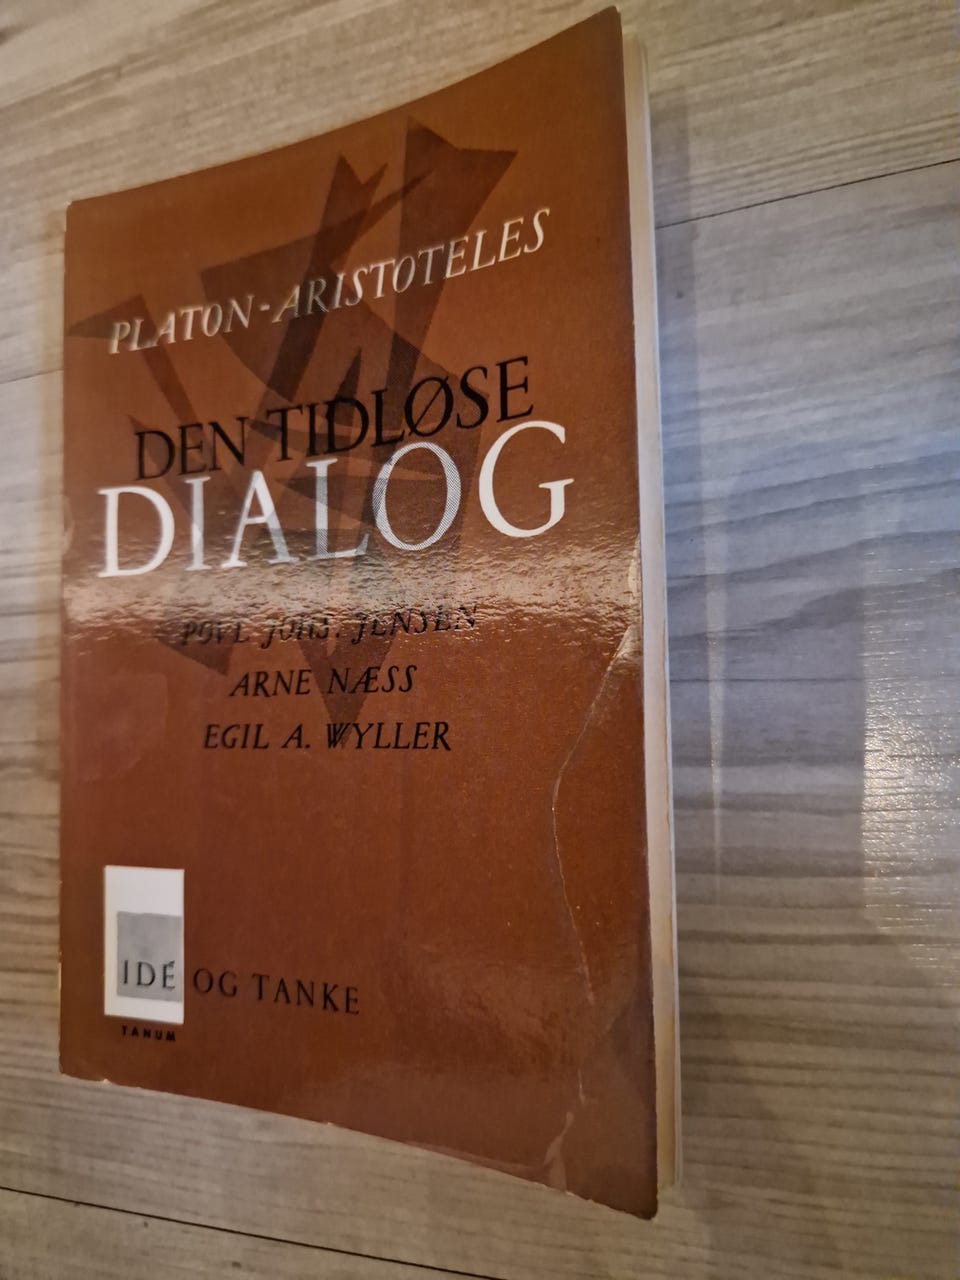 PLATON-ARISTOTELES
DEN TIDLØSE
DIALOG
POVL JOHS. JENSEN
ARNE NÆSS
EGIL A. WYLLER
IDÉ OG TANKE
TANUM